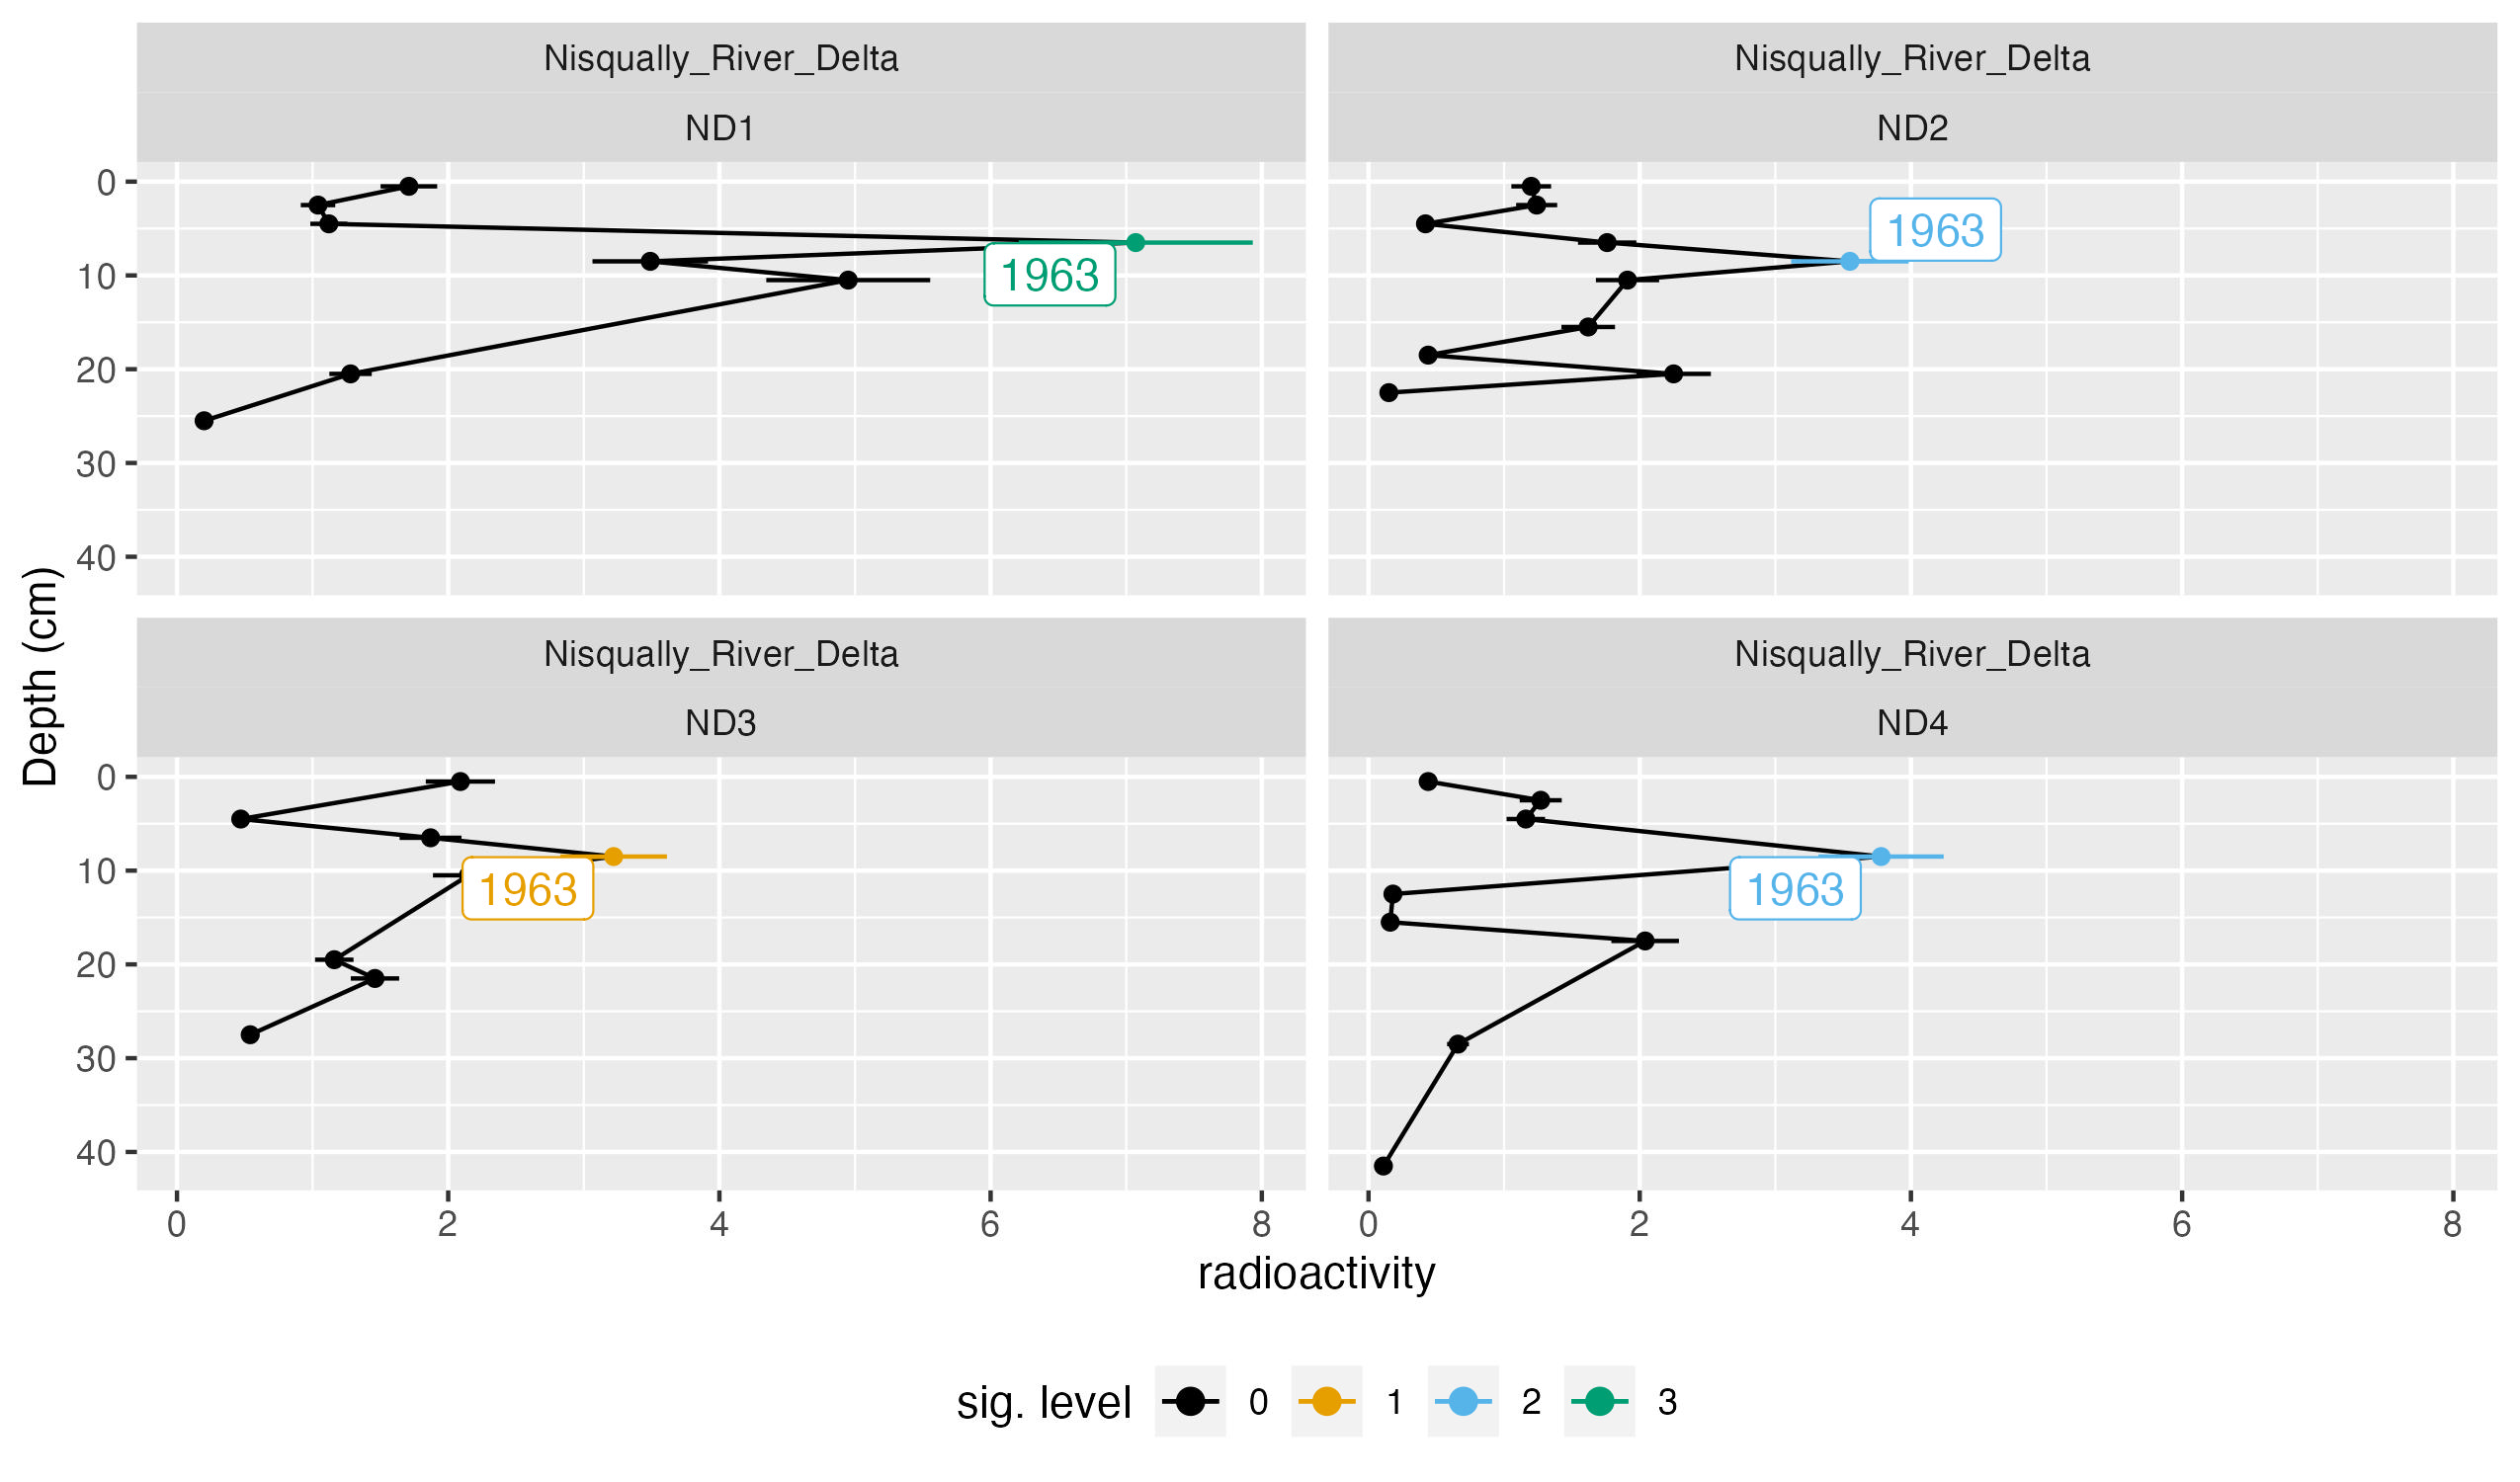 Nisqually_River_Delta
ND1
Nisqually_River_Delta
ND2
0
10
20
30
40
1963
1963
Depth (cm)
Nisqually_River_Delta
ND3
Nisqually_River_Delta
ND4
0
10
20
30
40
1963
1963
0 2 4 6 8
0 2 4 6 8
radioactivity
sig. level 0 1 2 3